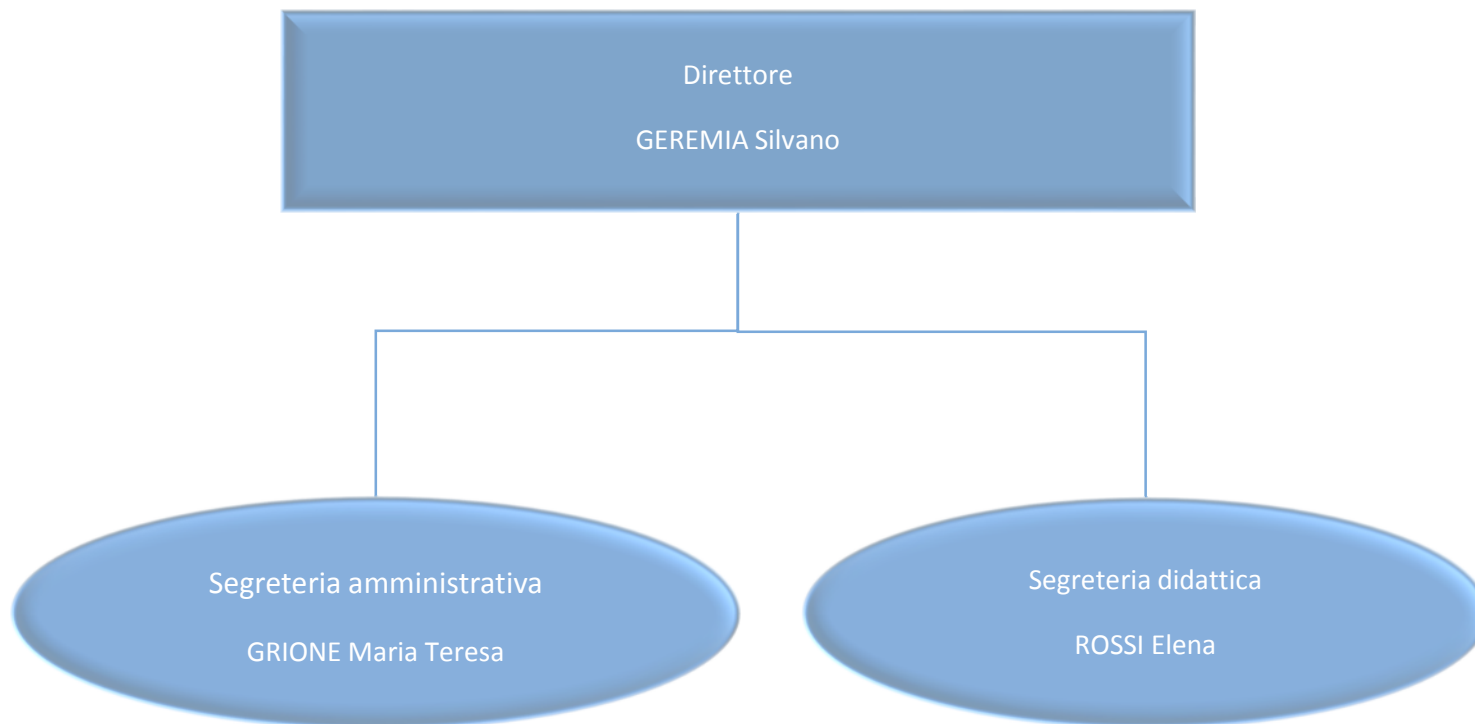 Direttore
GEREMIA Silvano
Segreteria amministrativa
GRIONE Maria Teresa
Segreteria didattica
ROSSI Elena